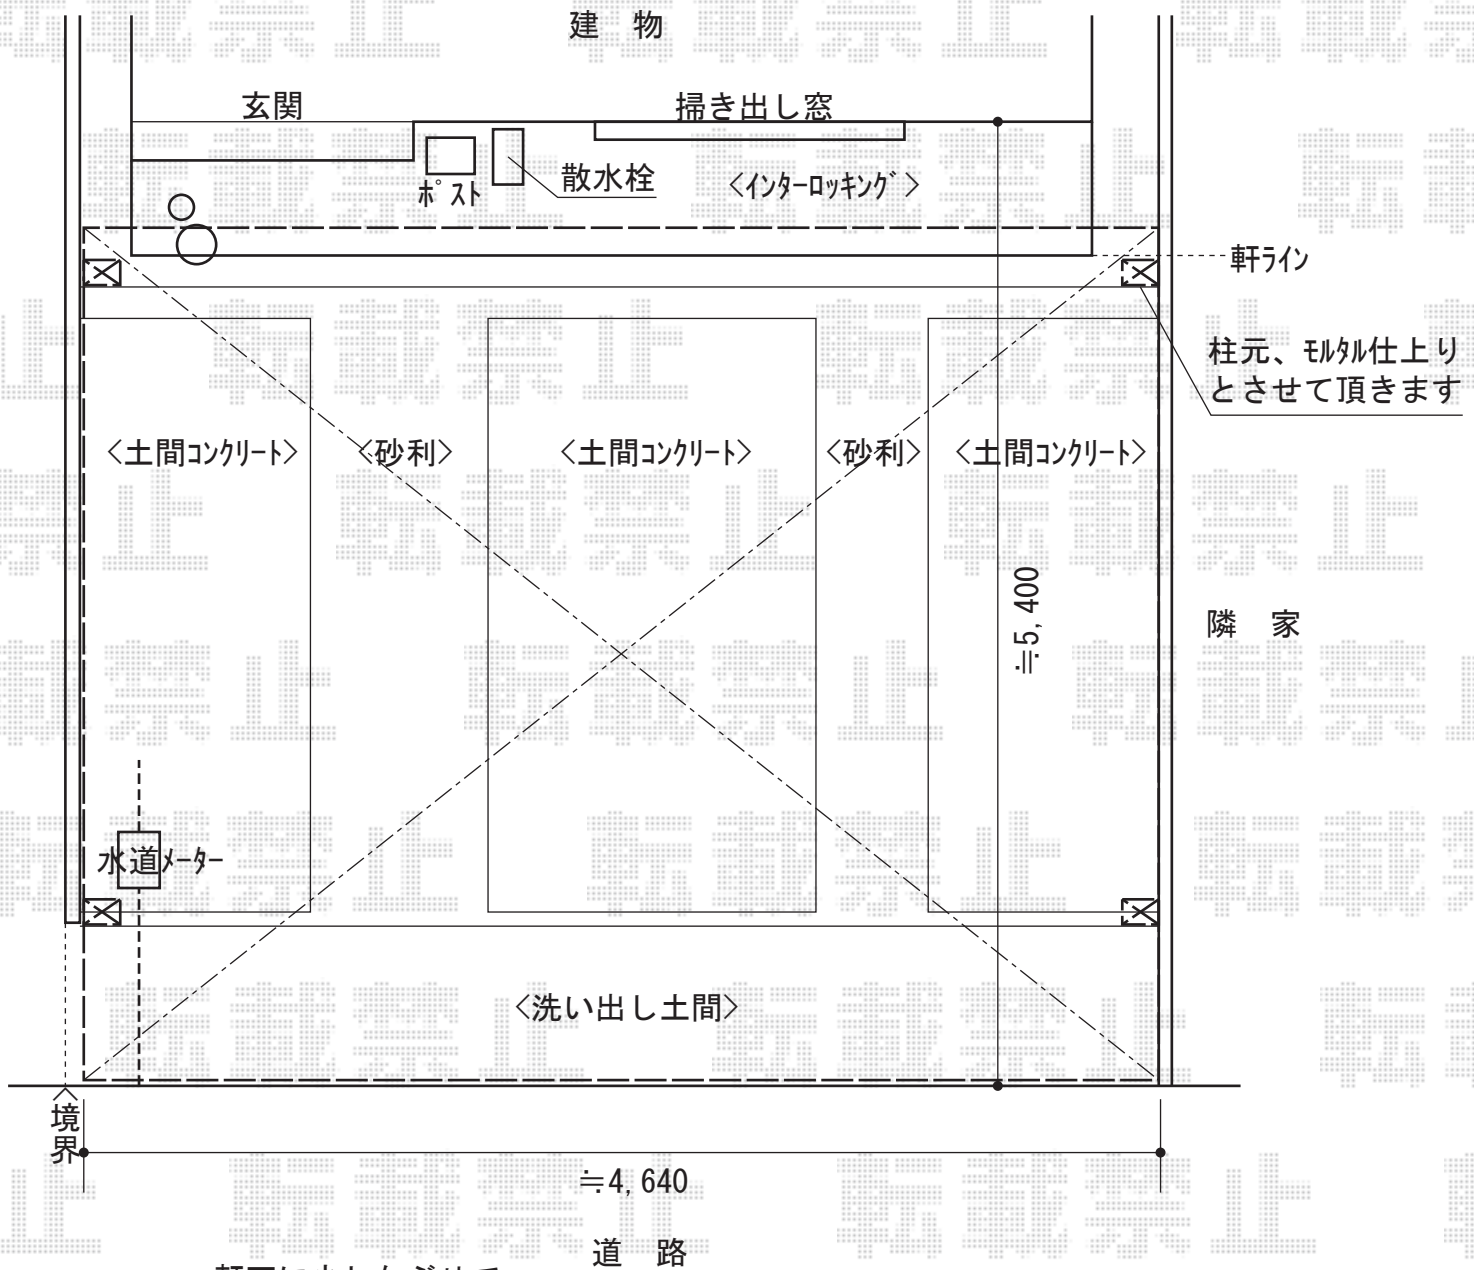 建 物
玄関
掃き出し窓
ﾎﾟｽﾄ
散水栓
<ｲﾝﾀｰﾛｯｷﾝｸﾞ>
軒ﾗｲﾝ
柱元、ﾓﾙﾀﾙ仕上り
とさせて頂きます
<土間ｺﾝｸﾘｰﾄ>
<砂利>
<土間ｺﾝｸﾘｰﾄ>
<砂利>
<土間ｺﾝｸﾘｰﾄ>
≒5,400
隣 家
水道ﾒｰﾀｰ
<洗い出し土間>
境界
≒4,640
道 路
転載禁止